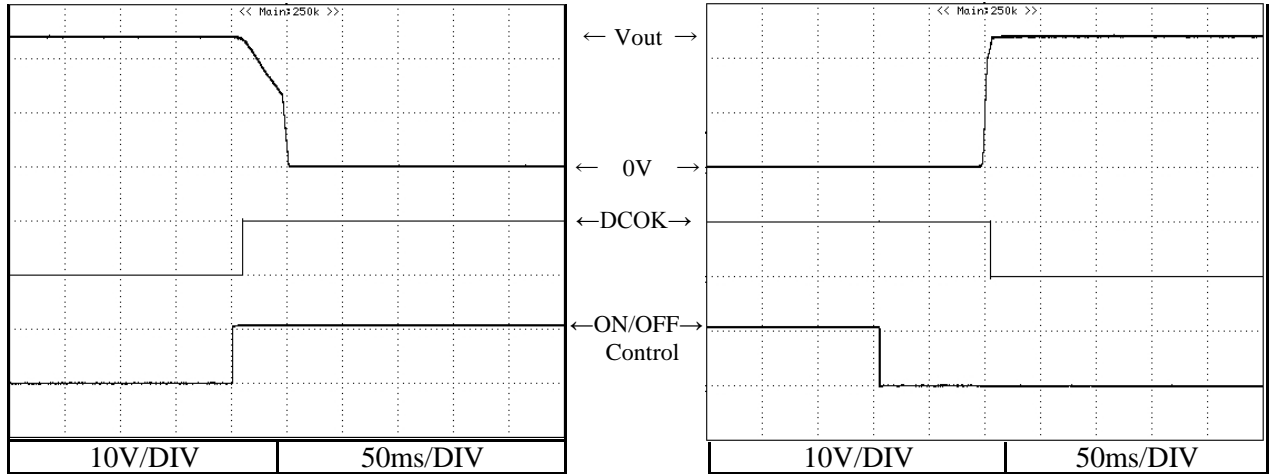 << Main:250k >>
<< Main:250k >>
← Vout →
← 0V →
←DCOK→
←ON/OFF→
Control
10V/DIV
50ms/DIV
10V/DIV
50ms/DIV